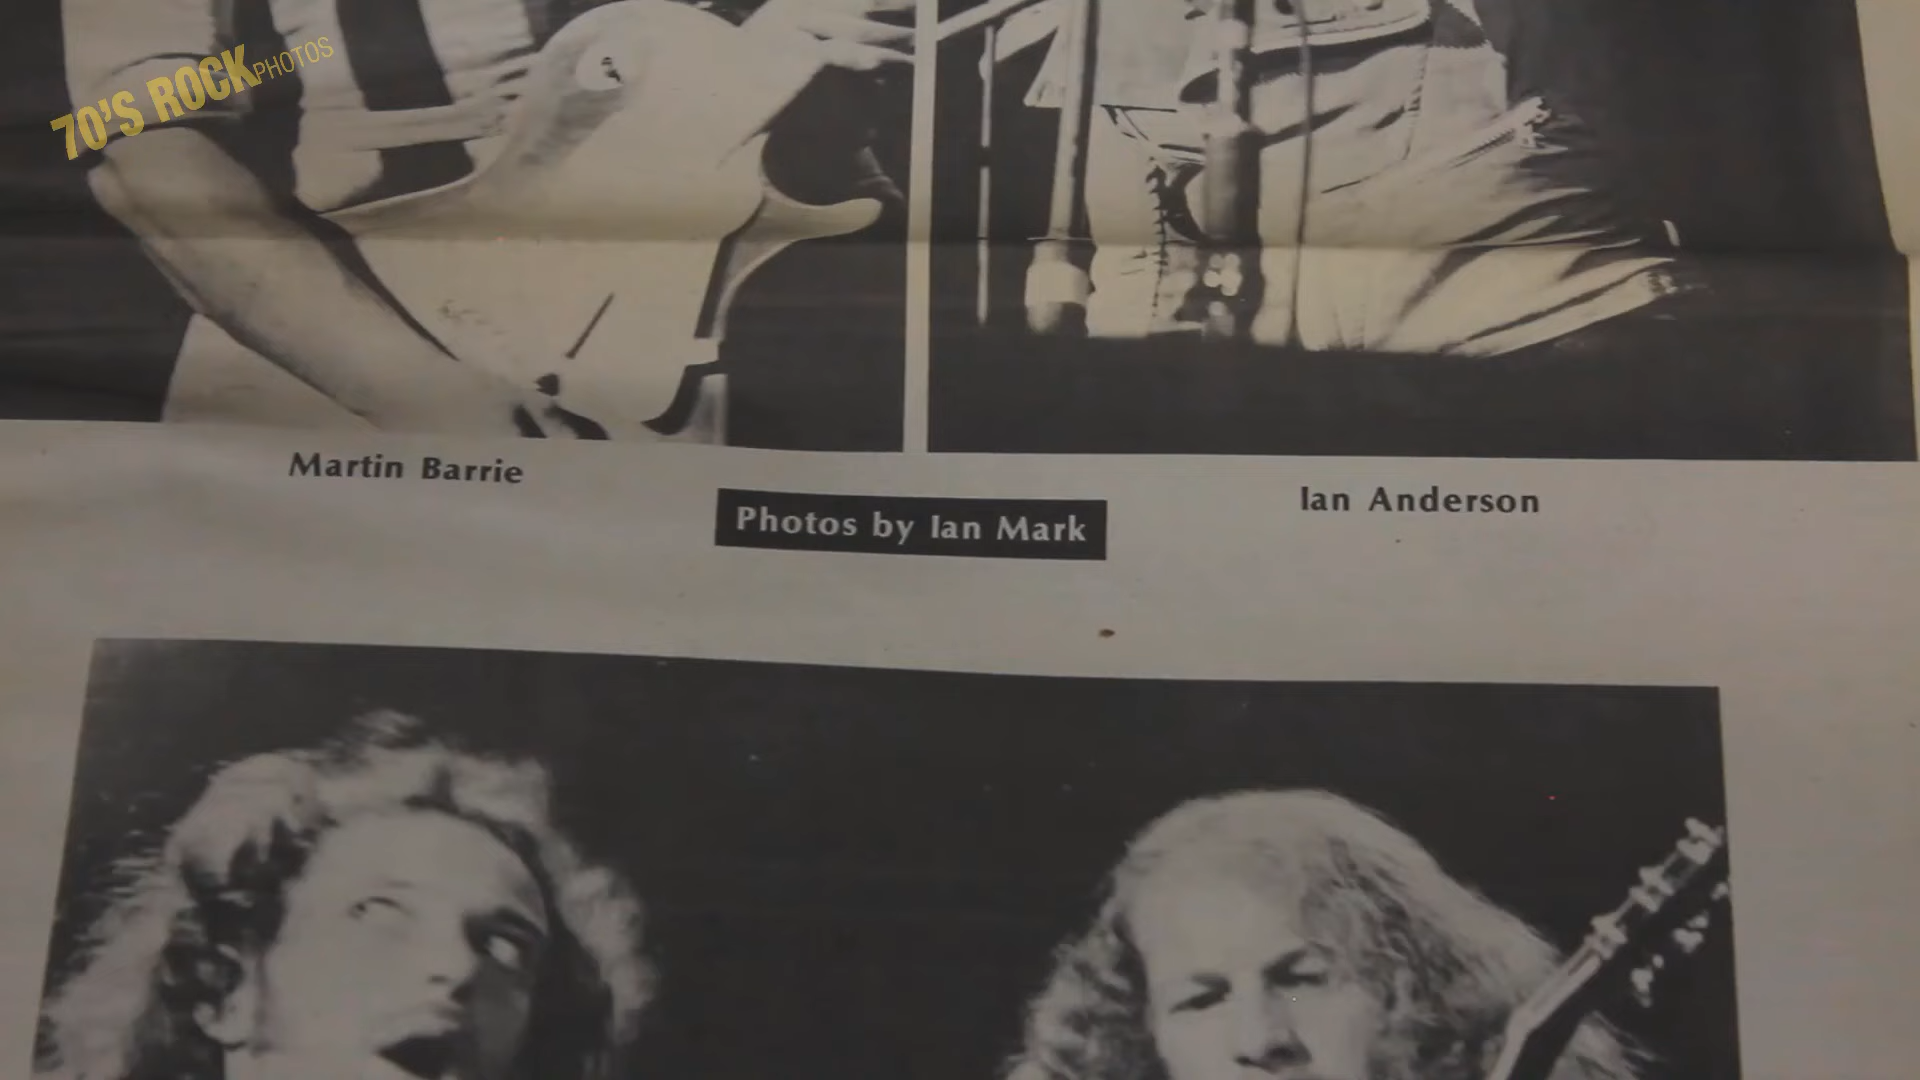 70'S ROCK PHOTOS
Martin Barrie
Ian Anderson
Photos by Ian Mark